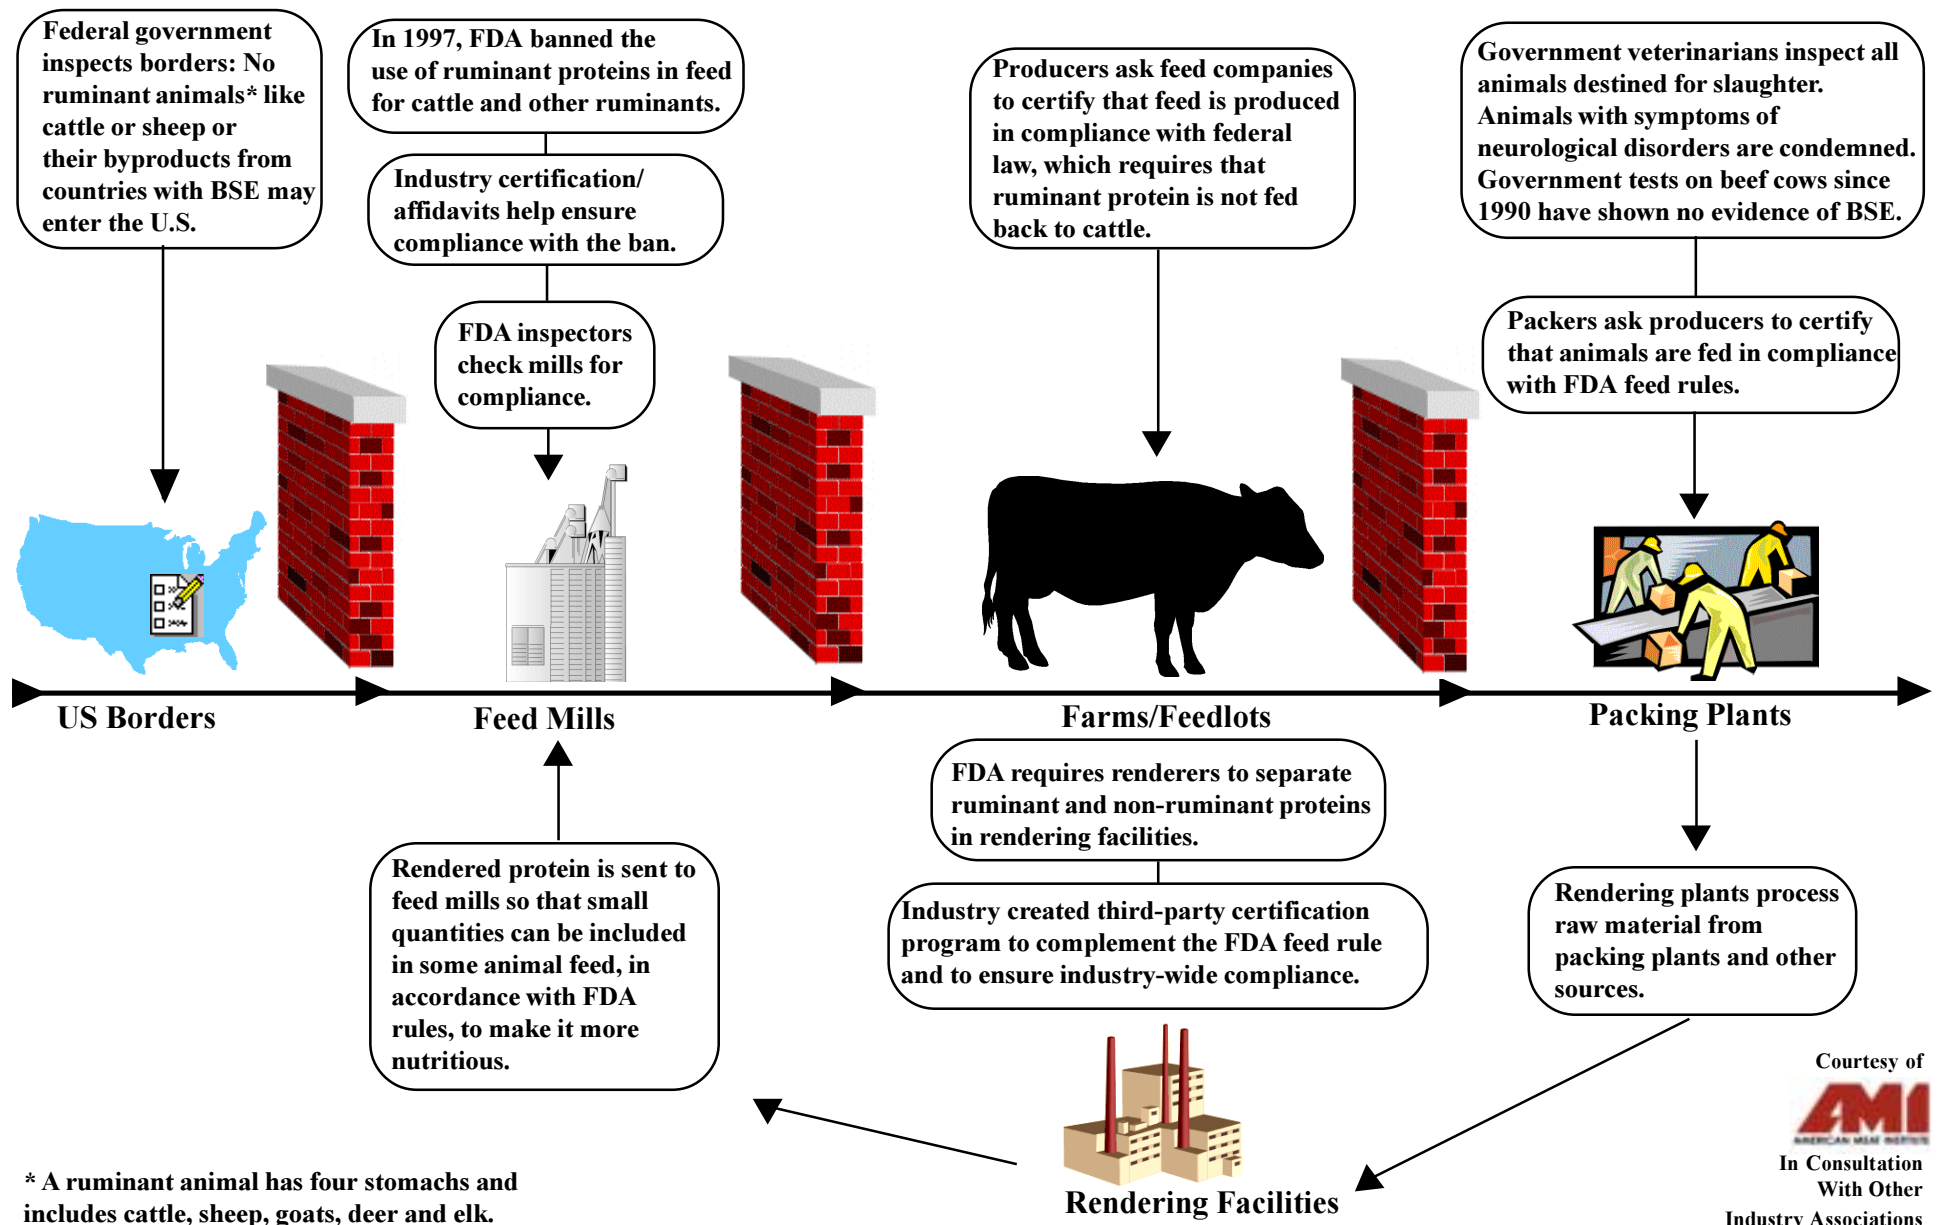 Federal government
inspects borders: No
ruminant animals* like
cattle or sheep or
their byproducts from
countries with BSE may
enter the U.S.
In 1997, FDA banned the
use of ruminant proteins in feed
for cattle and other ruminants.
Industry certification/
affidavits help ensure
compliance with the ban.
FDA inspectors
check mills for
compliance.
Producers ask feed companies
to certify that feed is produced
in compliance with federal
law, which requires that
ruminant protein is not fed
back to cattle.
Government veterinarians inspect all
animals destined for slaughter.
Animals with symptoms of
neurological disorders are condemned.
Government tests on beef cows since
1990 have shown no evidence of BSE.
Packers ask producers to certify
that animals are fed in compliance
with FDA feed rules.
US Borders
Feed Mills
Farms/Feedlots
Packing Plants
Rendered protein is sent to
feed mills so that small
quantities can be included
in some animal feed, in
accordance with FDA
rules, to make it more
nutritious.
FDA requires renderers to separate
ruminant and non-ruminant proteins
in rendering facilities.
Industry created third-party certification
program to complement the FDA feed rule
and to ensure industry-wide compliance.
Rendering plants process
raw material from
packing plants and other
sources.
Rendering Facilities
* A ruminant animal has four stomachs and
includes cattle, sheep, goats, deer and elk.
Courtesy of
AMI
AMERICAN MEAT INSTITUTE
In Consultation
With Other
Industry Associations